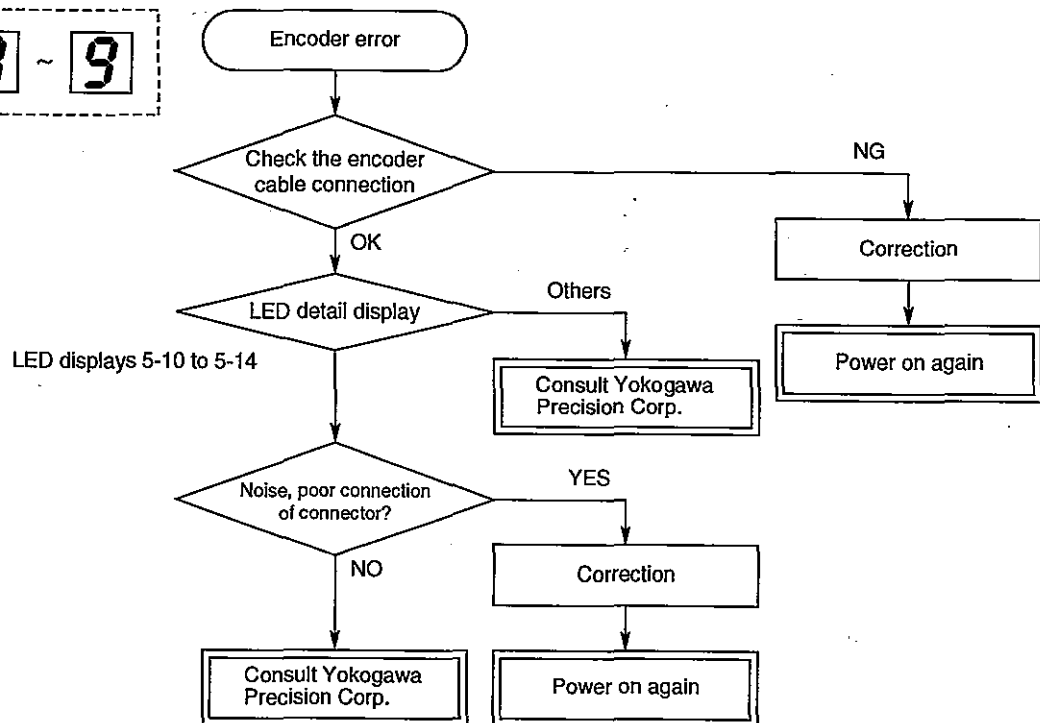 ~ 9
Encoder error
Check the encoder
cable connection
NG
OK
Correction
LED detail display
Others
LED displays 5-10 to 5-14
Power on again
Consult Yokogawa
Precision Corp.
Noise, poor connection
of connector?
YES
NO
Correction
Consult Yokogawa
Precision Corp.
Power on again